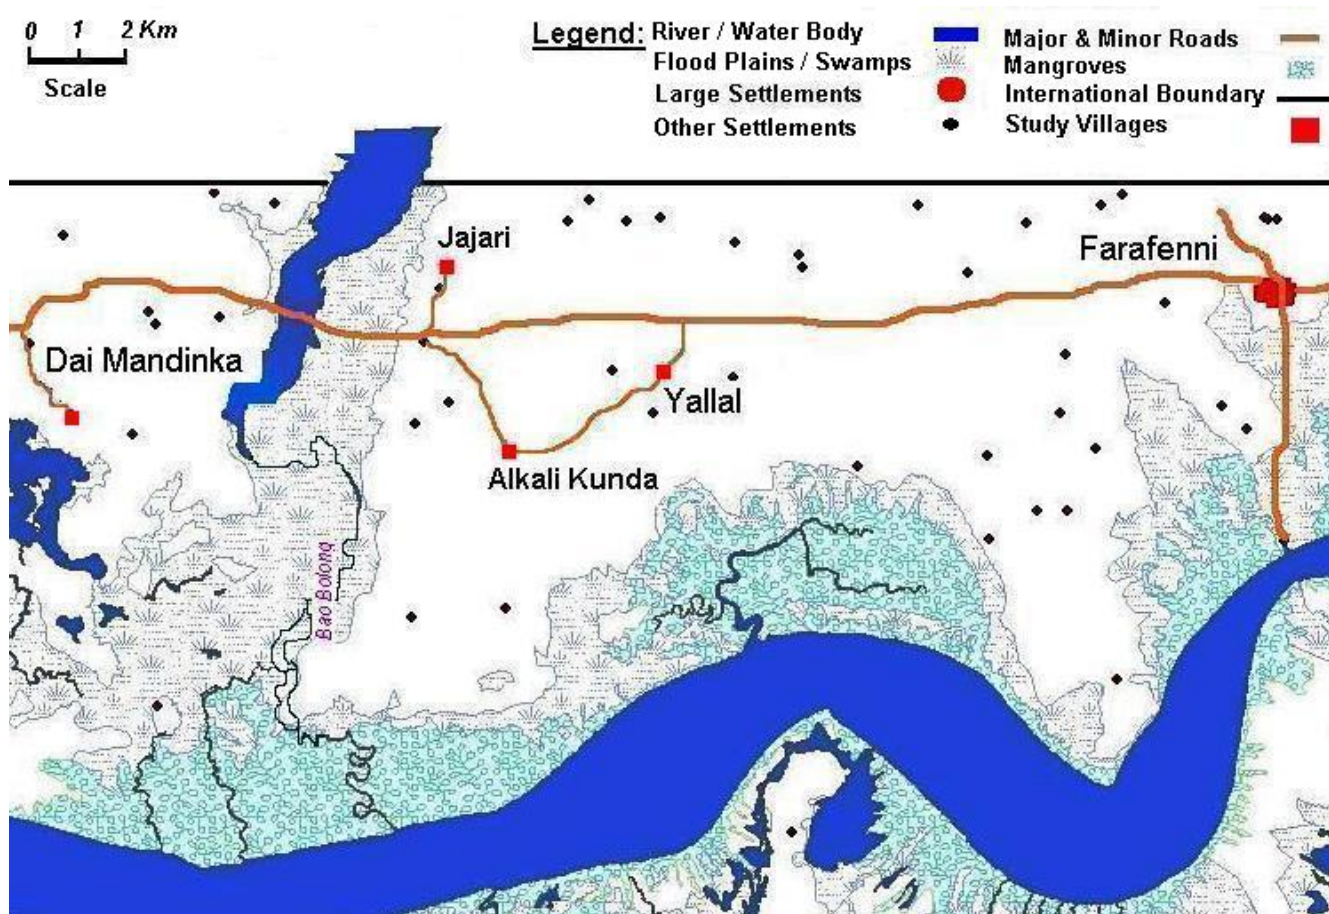 0 1 2 Km
Scale
Legend:
River / Water Body
Flood Plains / Swamps
Large Settlements
Other Settlements
Major & Minor Roads
Mangroves
International Boundary
Study Villages
Jajari
Farafenni
Dai Mandinka
Yallal
Alkali Kunda
Bao Bolong